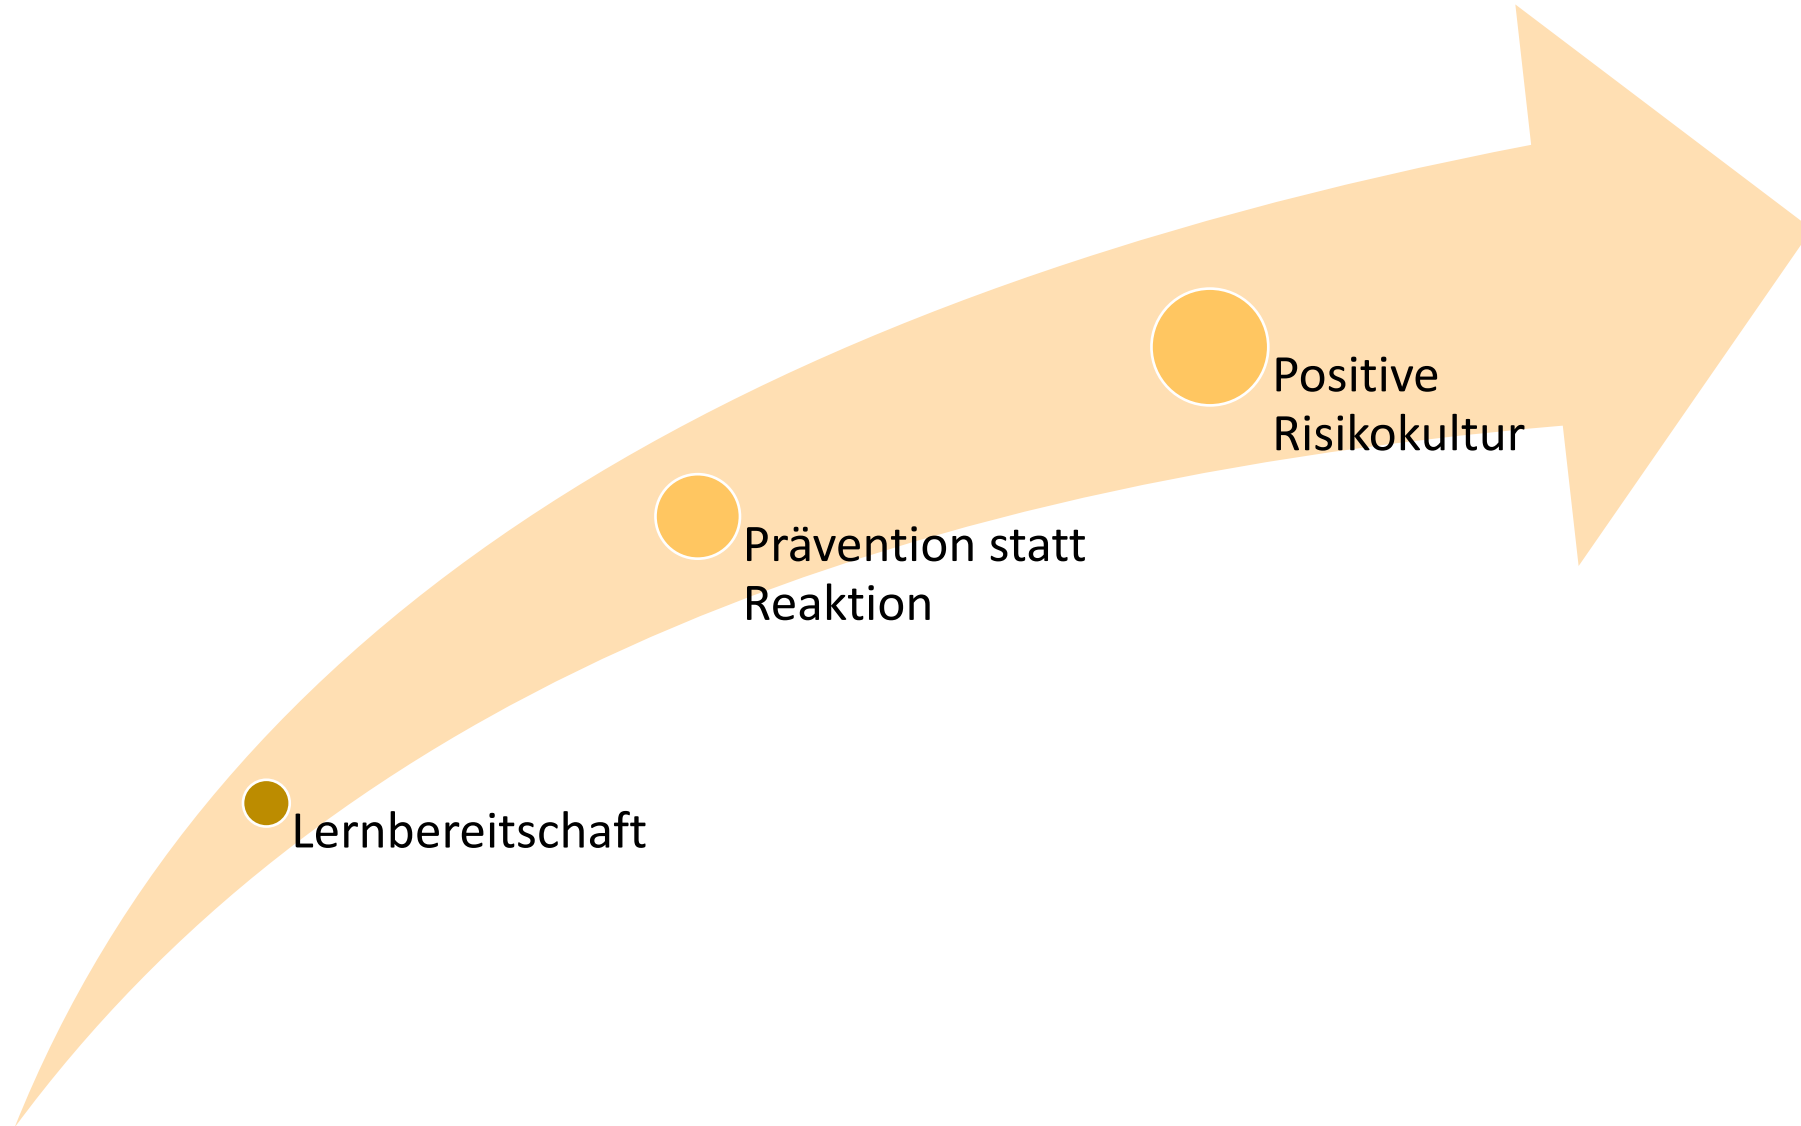 Positive
Risikokultur
Prävention statt
Reaktion
Lernbereitschaft